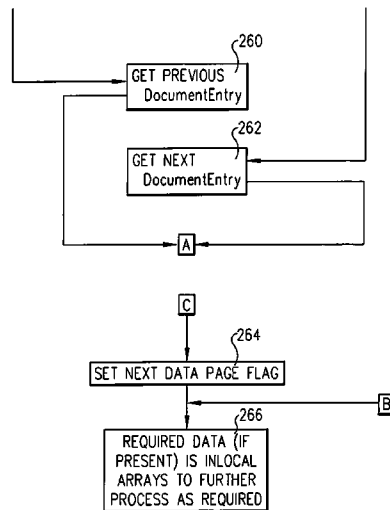 260
GET PREVIOUS
DocumentEntry
262
GET NEXT
DocumentEntry
A
C
264
SET NEXT DATA PAGE FLAG
B
266
REQUIRED DATA (IF
PRESENT) IS INLOCAL
ARRAYS TO FURTHER
PROCESS AS REQUIRED